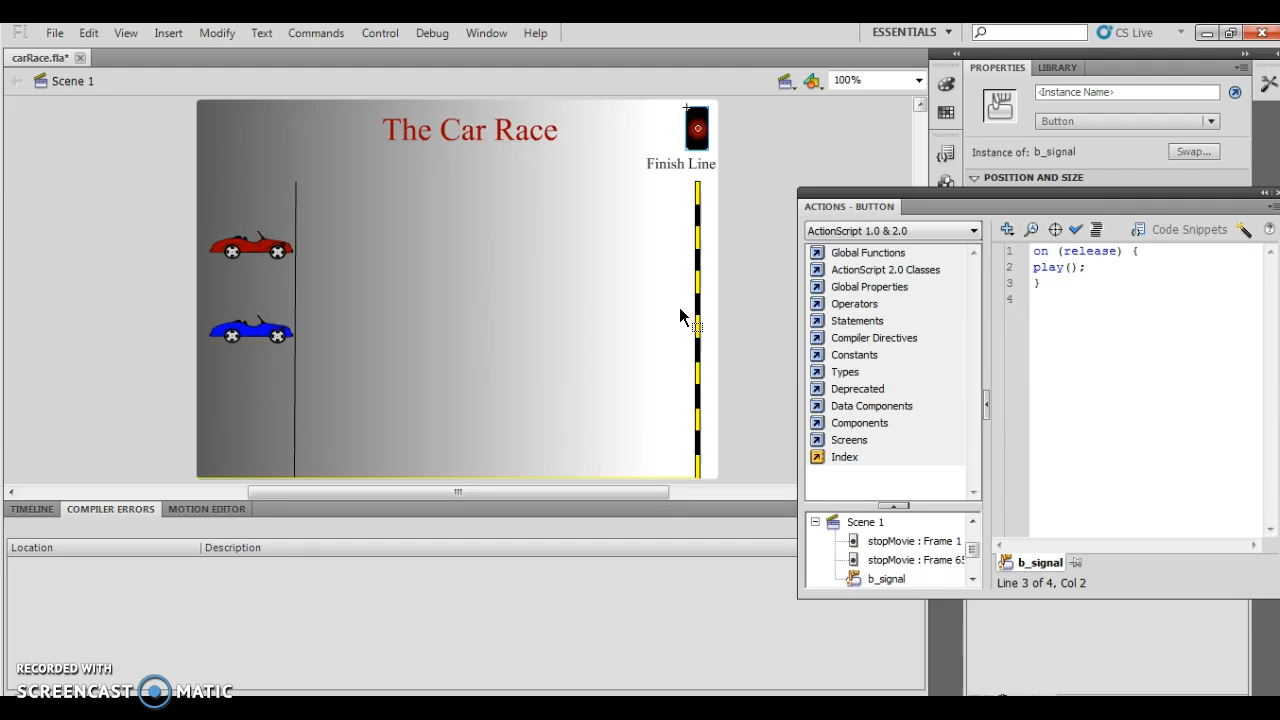 Fl File Edit View Insert Modify Text Commands Control Debug Window Help ESSENTIALS CS Live
carRace.fla*
Scene 1 100%
The Car Race
Finish Line
PROPERTIES LIBRARY
<Instance Name>
Button
Instance of: b_signal Swap...
POSITION AND SIZE
ACTIONS - BUTTON
ActionScript 1.0 & 2.0 Code Snippets
Global Functions
ActionScript 2.0 Classes
Global Properties
Operators
Statements
Compiler Directives
Constants
Types
Deprecated
Data Components
Components
Screens
Index
1 on (release) {
2 play();
3 }
4
Scene 1
stopMovie : Frame 1
stopMovie : Frame 65
b_signal
b_signal
Line 3 of 4, Col 2
TIMELINE COMPILER ERRORS MOTION EDITOR
Location Description
RECORDED WITH
SCREENCAST MATIC